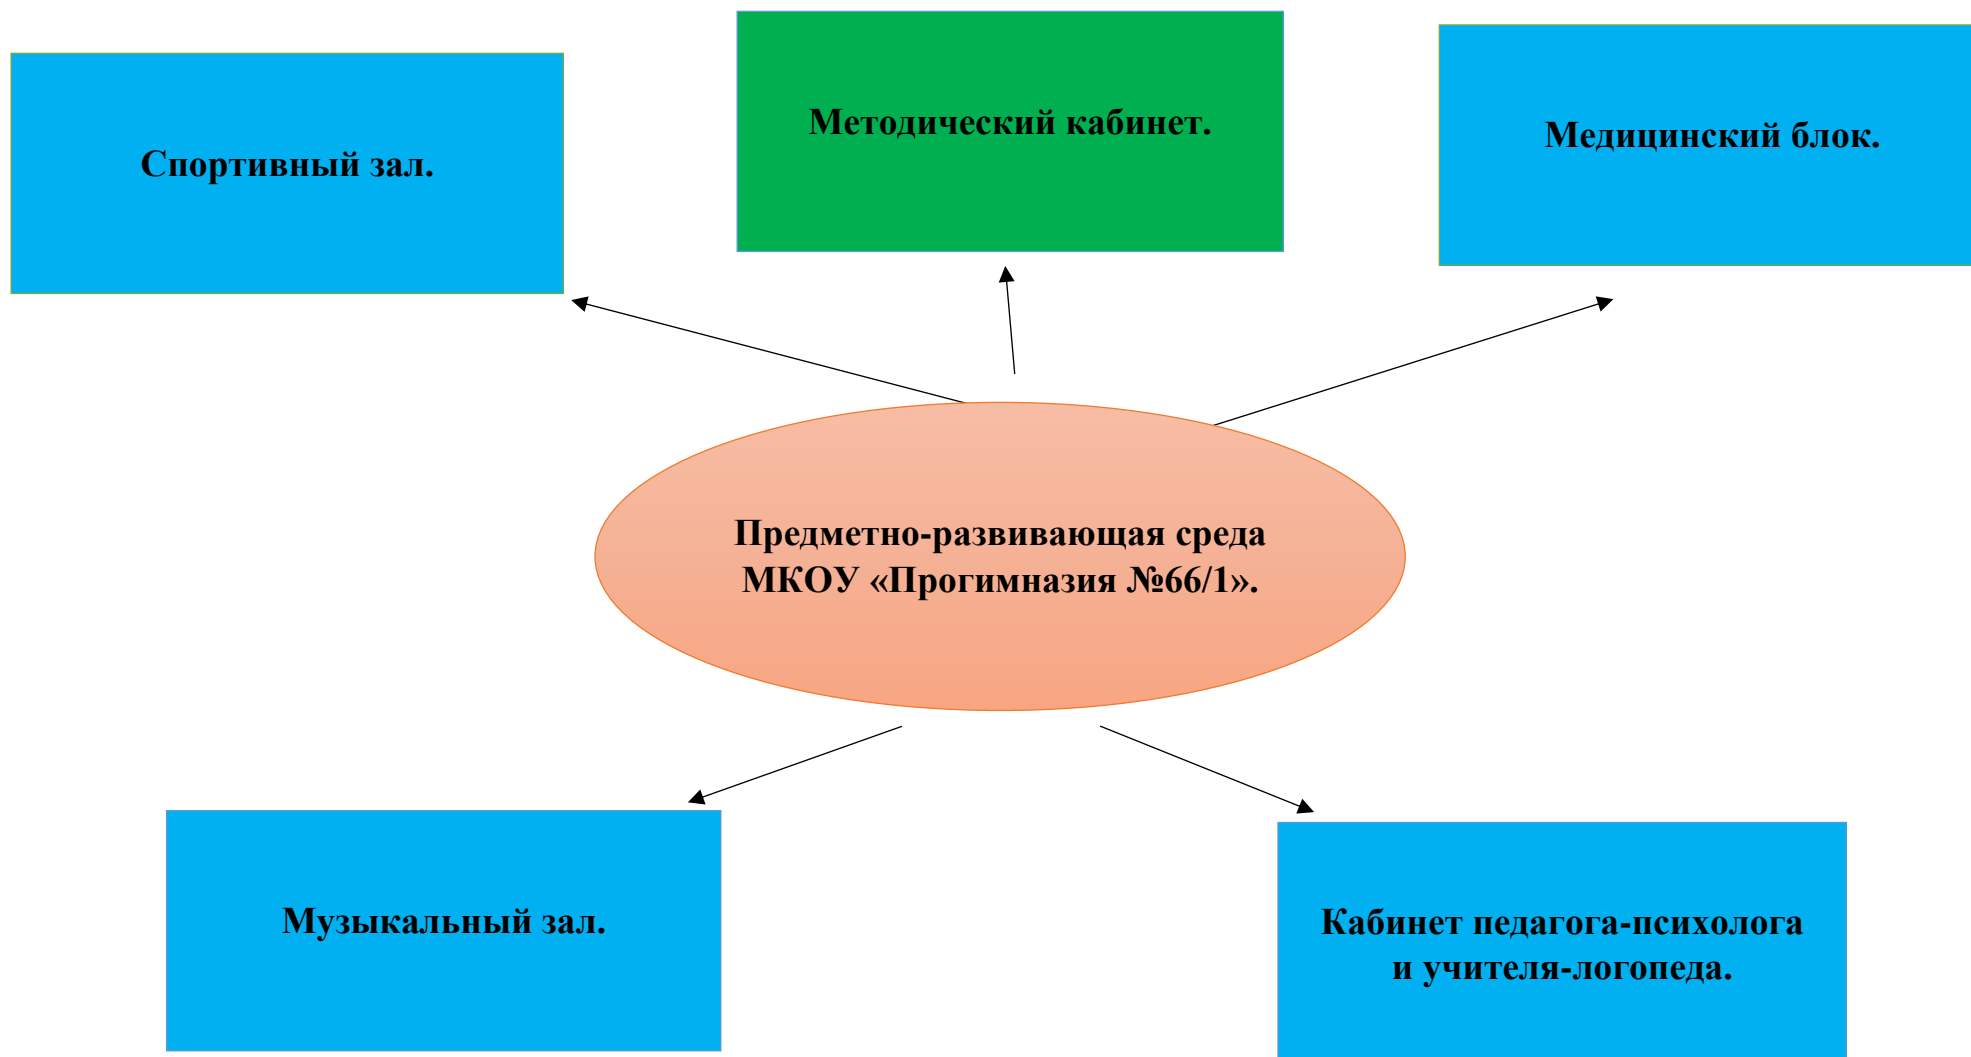 Спортивный зал.
Методический кабинет.
Медицинский блок.
Предметно-развивающая среда
МКОУ «Прогимназия №66/1».
Музыкальный зал.
Кабинет педагога-психолога
и учителя-логопеда.